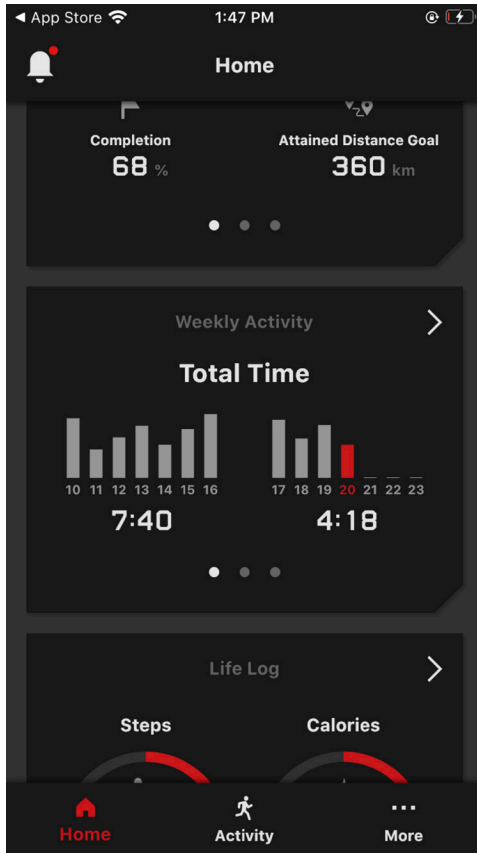 App Store 1:47 PM
Home
Completion Attained Distance Goal
68 % 360 km
Weekly Activity
Total Time
10 11 12 13 14 15 16 17 18 19 20 21 22 23
7:40 4:18
Life Log
Steps Calories
Home Activity More